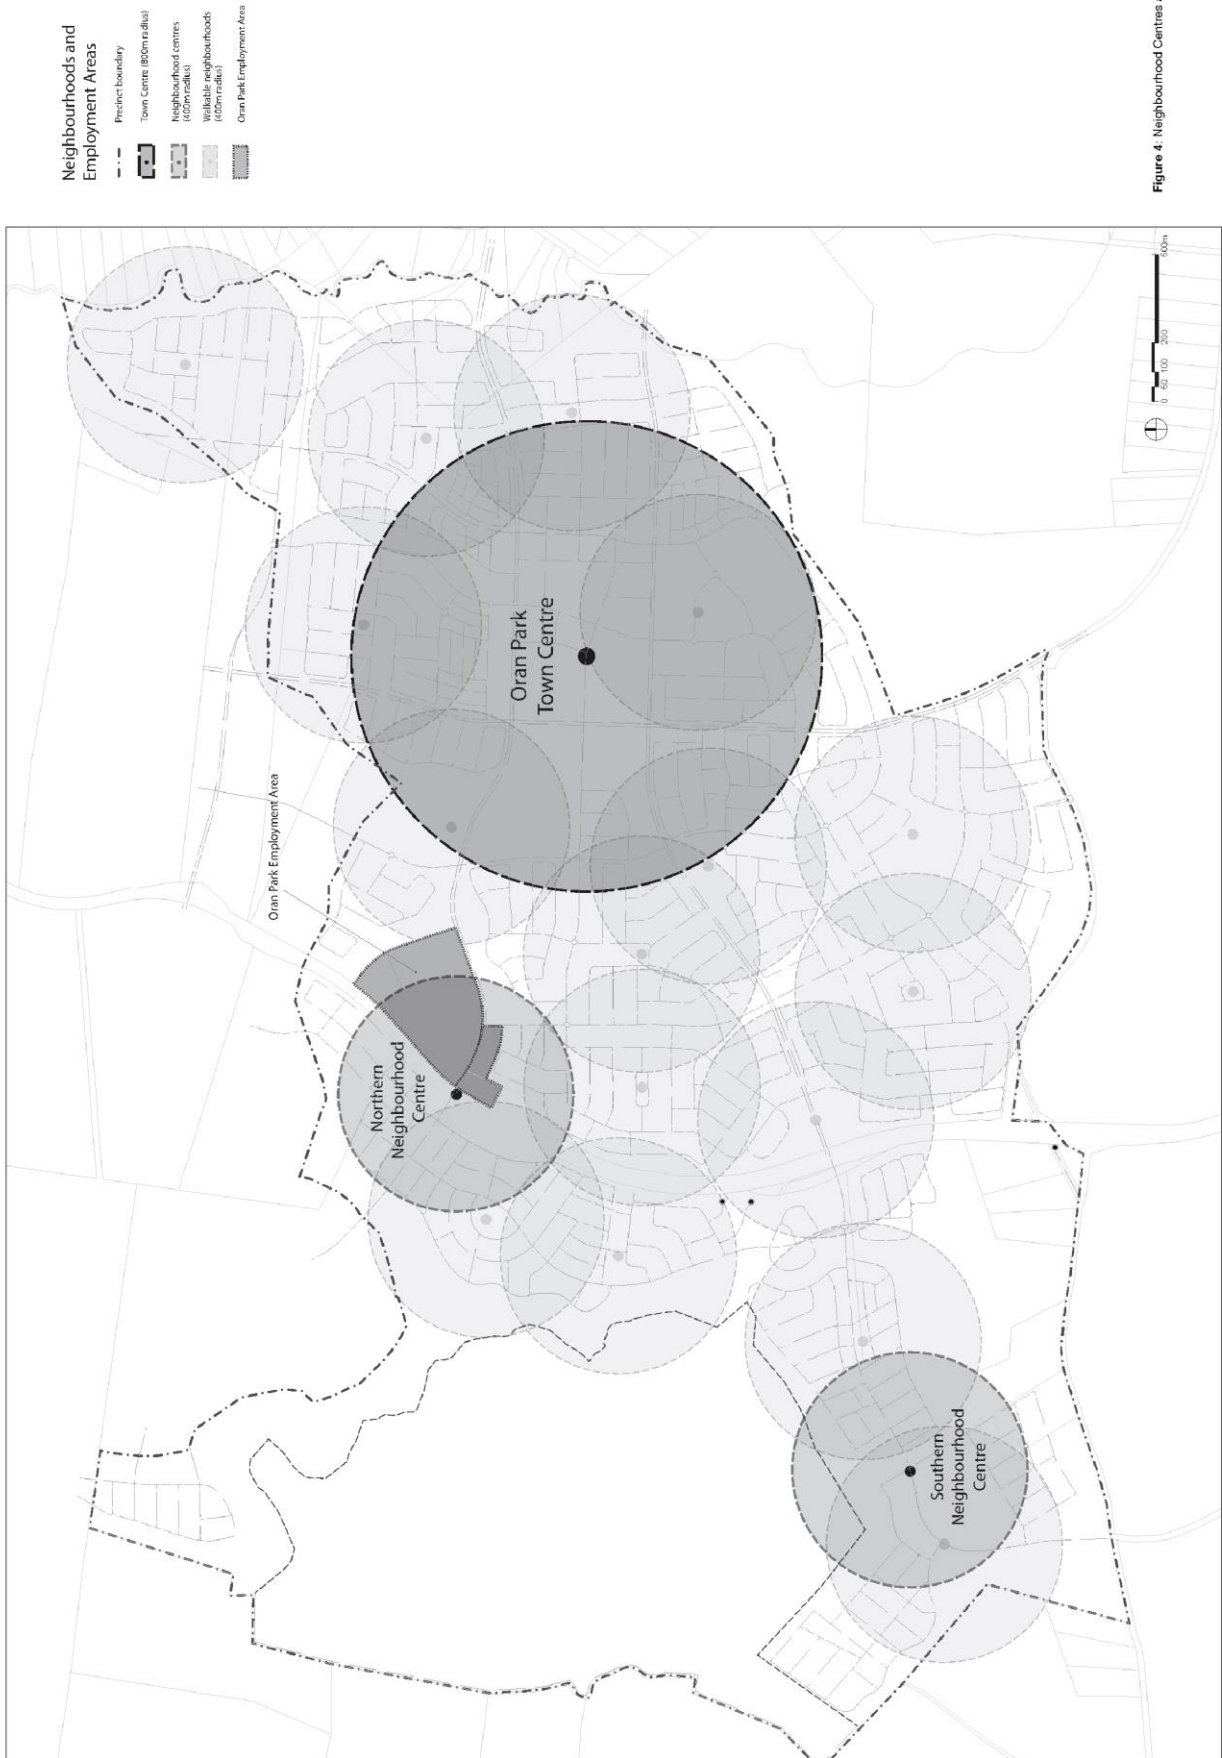 Neighbourhoods and
Employment Areas
Precinct boundary
Town Centre (800m radius)
Neighbourhood centres
(400m radius)
Walkable neighbourhoods
(400m radius)
Oran Park Employment Area
Oran Park Employment Area
Oran Park
Town Centre
Northern
Neighbourhood
Centre
Southern
Neighbourhood
Centre
0 50 100 200 500m
Figure 4: Neighbourhood Centres a